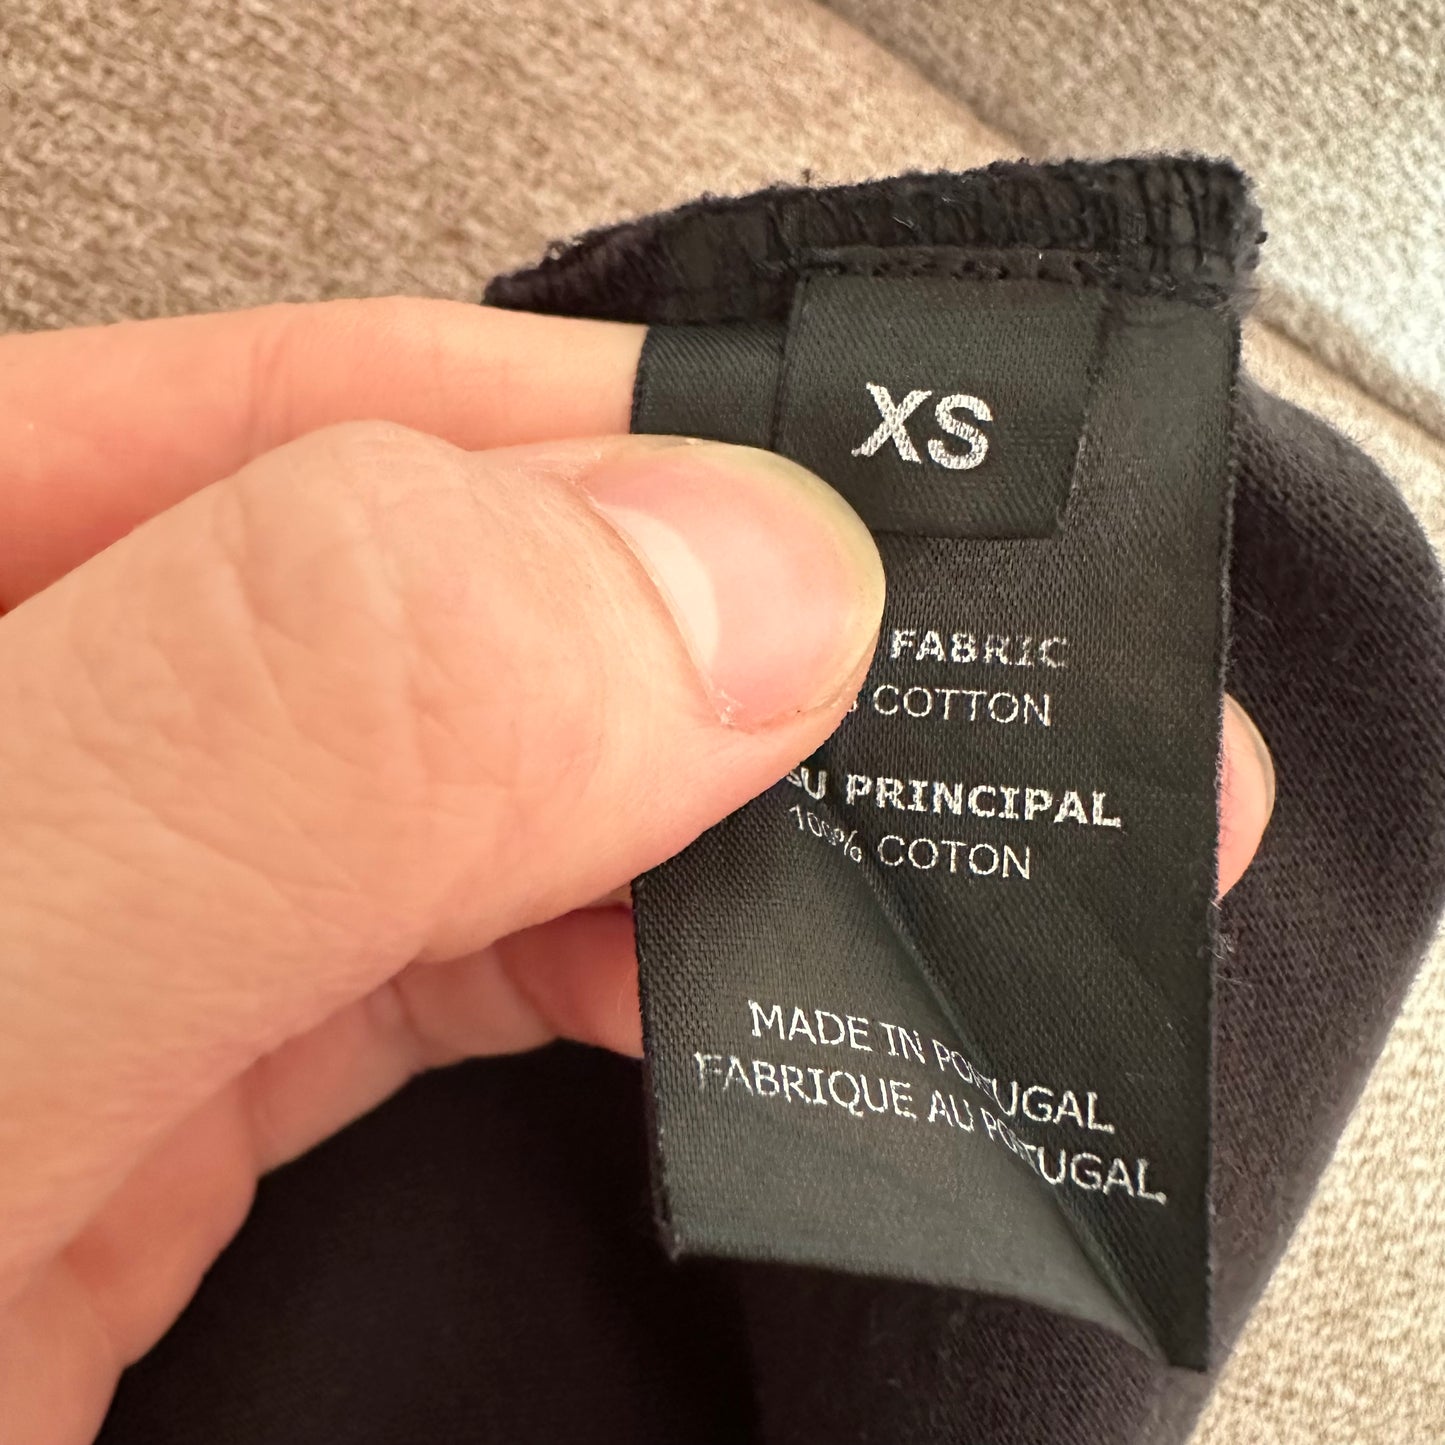 XS
FABRIC
COTTON
PRINCIPAL
100% COTON
MADE IN PORTUGAL
FABRIQUE AU PORTUGAL